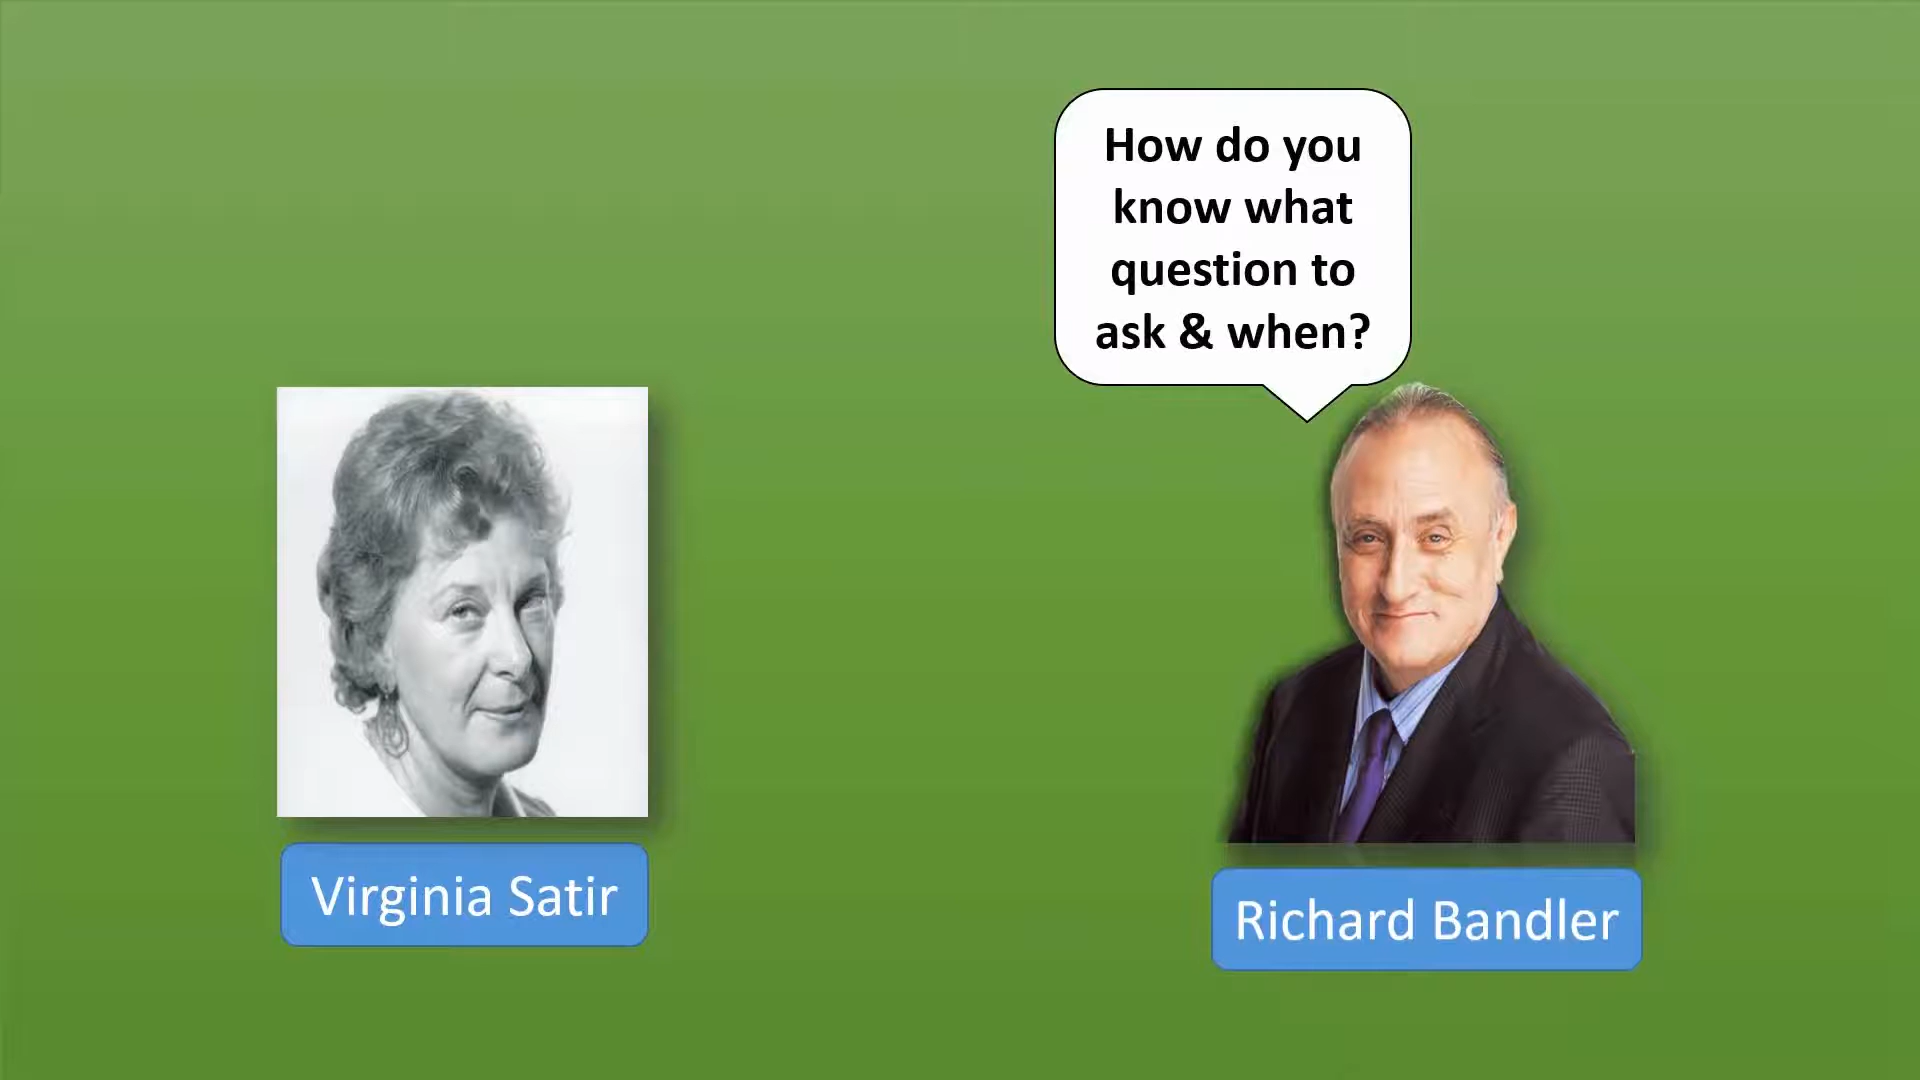 How do you
know what
question to
ask & when?
Virginia Satir
Richard Bandler